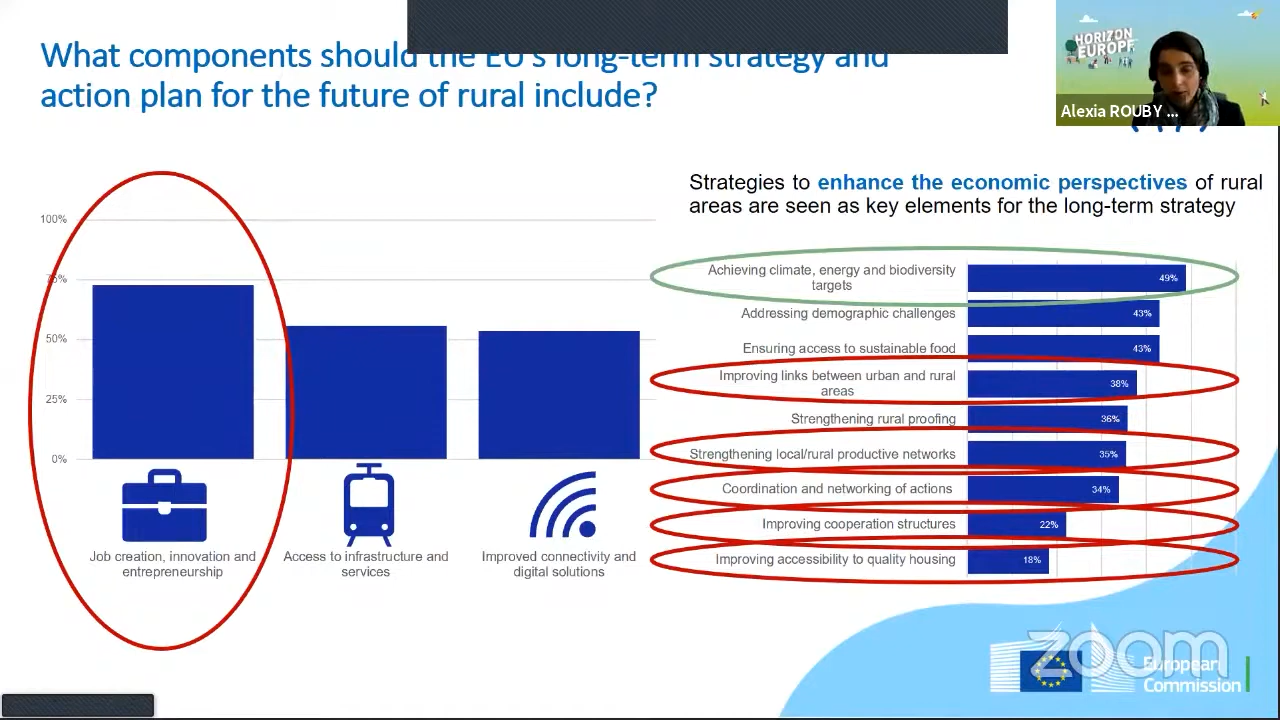 What components should the EU's long-term strategy and
action plan for the future of rural include?
HORIZON
EUROPE
Alexia ROUBY ...
Strategies to enhance the economic perspectives of rural
areas are seen as key elements for the long-term strategy
100%
75%
50%
25%
0%
Job creation, innovation and
entrepreneurship
Access to infrastructure and
services
Improved connectivity and
digital solutions
Achieving climate, energy and biodiversity
targets
49%
Addressing demographic challenges
43%
Ensuring access to sustainable food
43%
Improving links between urban and rural
areas
38%
Strengthening rural proofing
36%
Strengthening local/rural productive networks
35%
Coordination and networking of actions
34%
Improving cooperation structures
22%
Improving accessibility to quality housing
18%
zoom
European
Commission